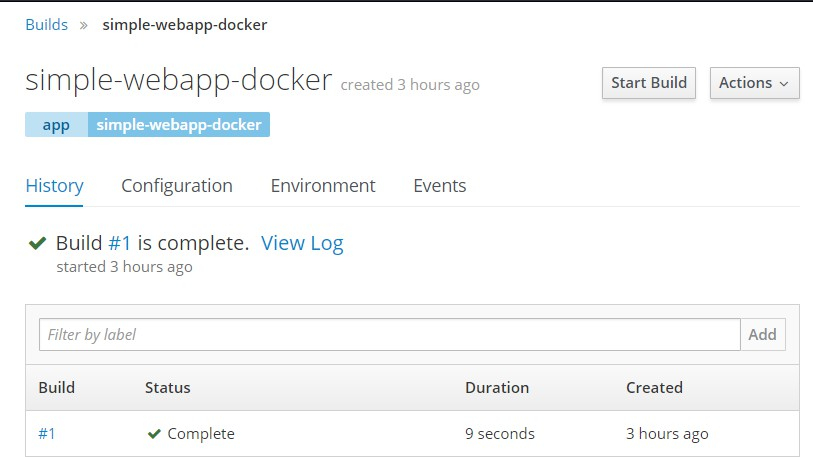 Builds » simple-webapp-docker
simple-webapp-docker created 3 hours ago Start Build Actions
app simple-webapp-docker
History Configuration Environment Events
Build #1 is complete. View Log
started 3 hours ago
Filter by label Add
Build Status Duration Created
#1 Complete 9 seconds 3 hours ago